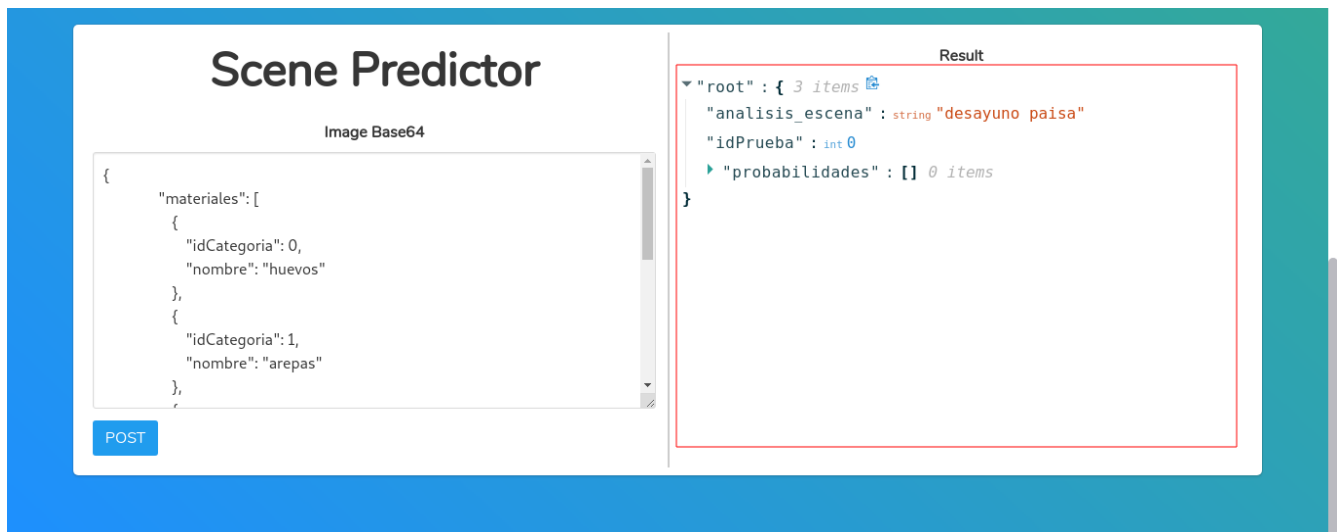 Scene Predictor
Image Base64
{
"materiales": [
{
"idCategoria": 0,
"nombre": "huevos"
},
{
"idCategoria": 1,
"nombre": "arepas"
},
{
POST
Result
"root" : { 3 items
"analisis_escena" : string "desayuno paisa"
"idPrueba" : int 0
"probabilidades" : [] 0 items
}